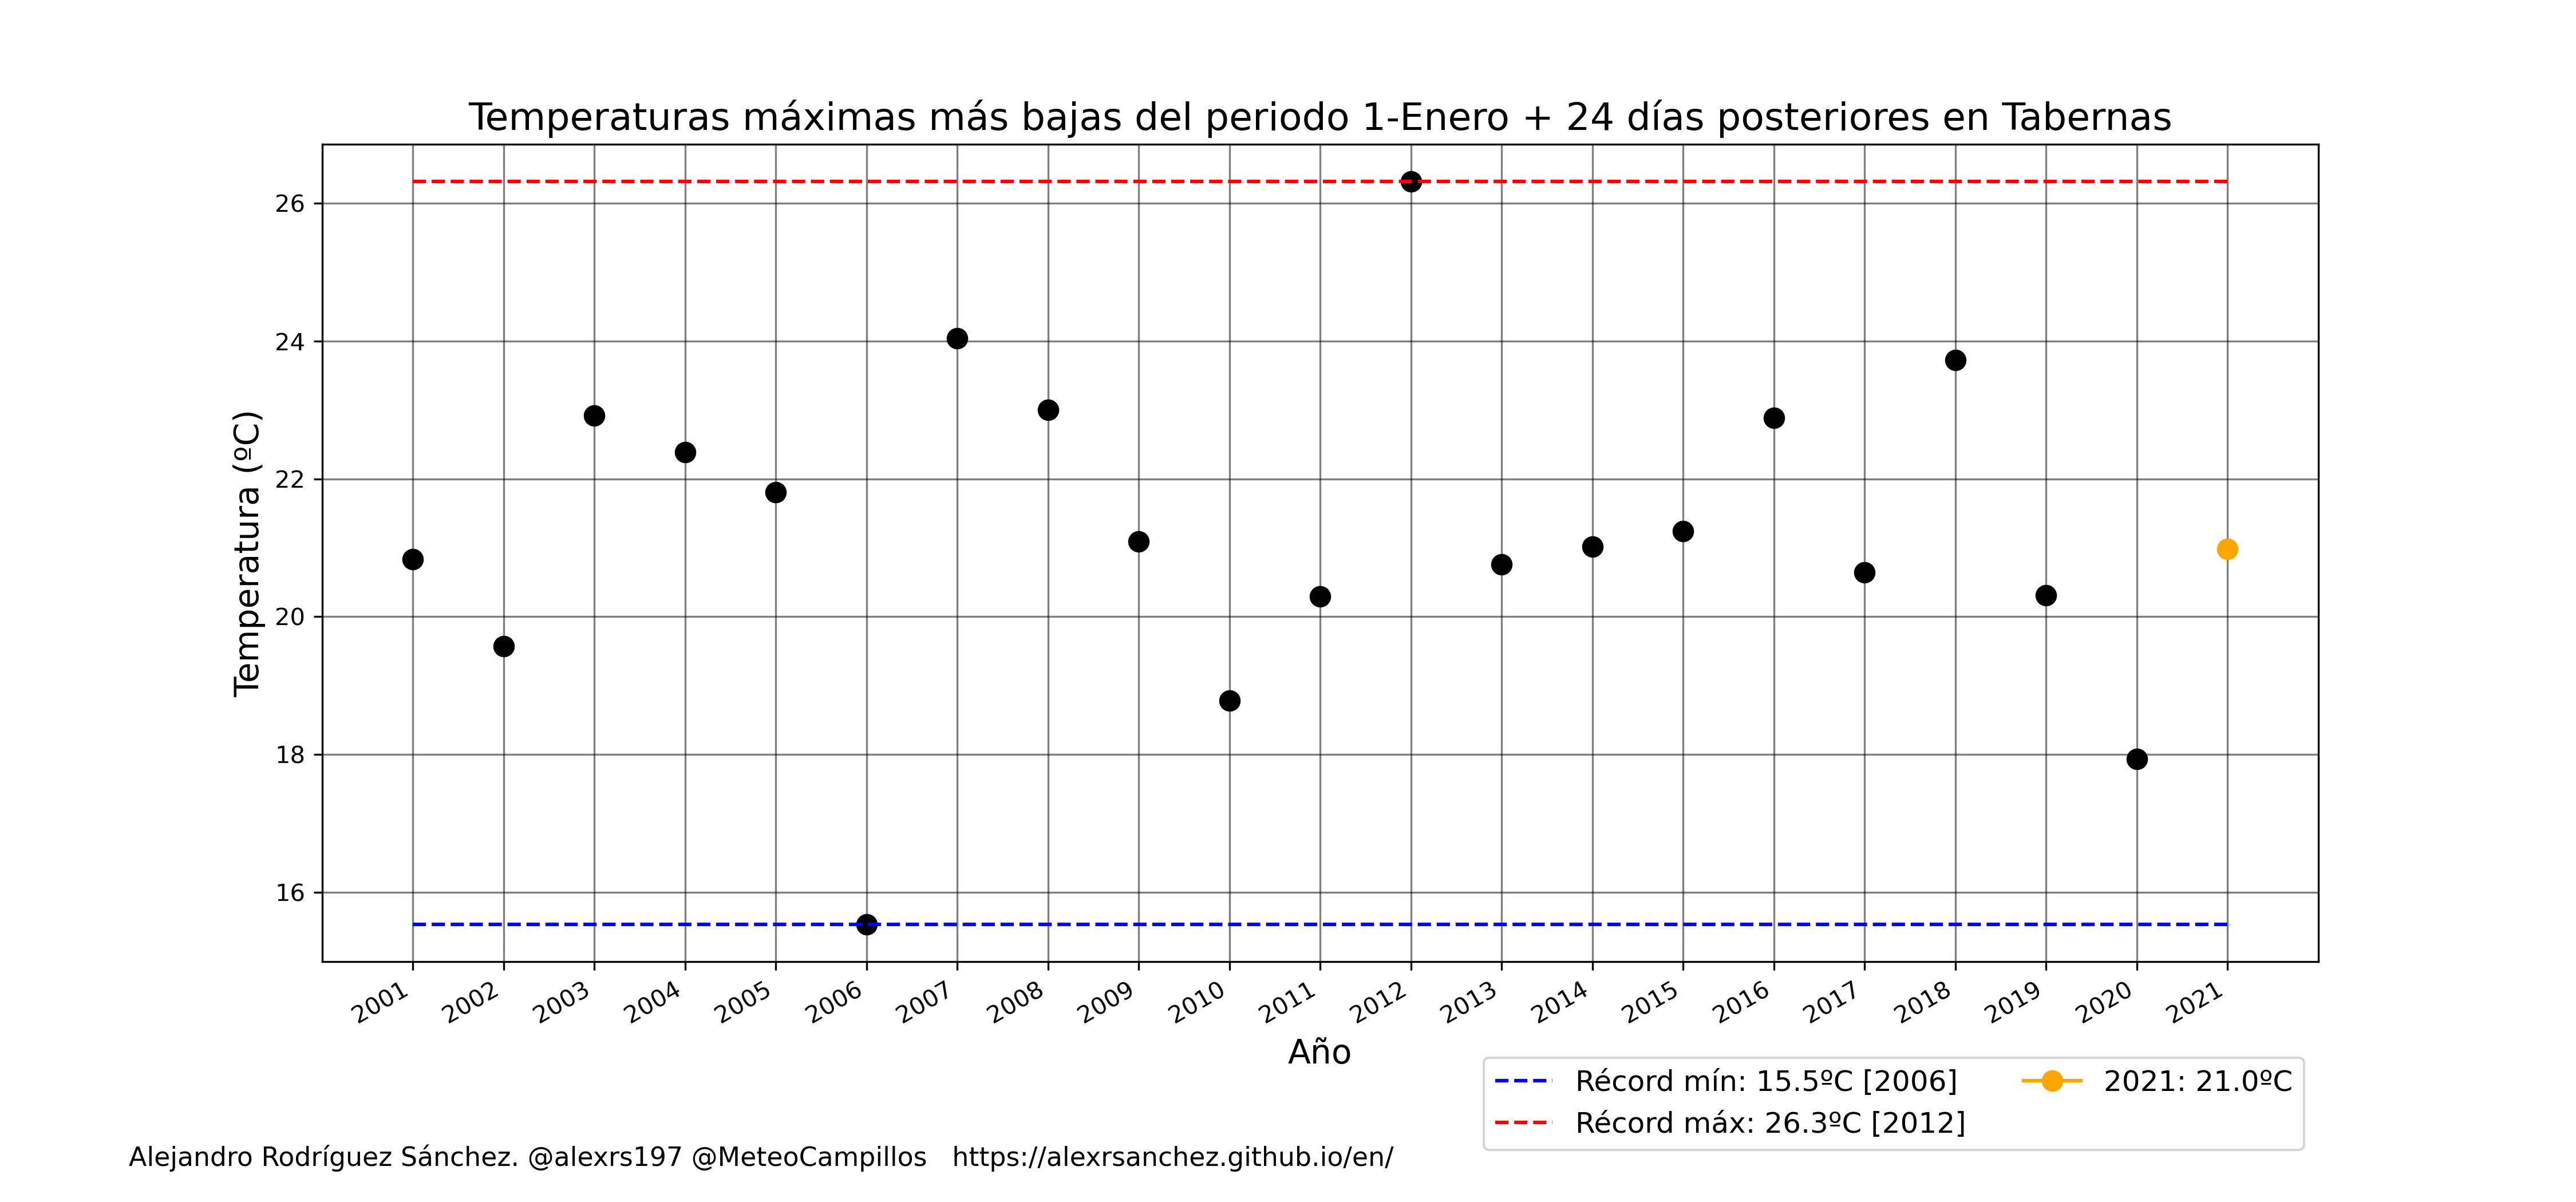 Temperaturas máximas más bajas del periodo 1-Enero + 24 días posteriores en Tabernas
Temperatura (ºC)
26
24
22
20
18
16
2001 2002 2003 2004 2005 2006 2007 2008 2009 2010 2011 2012 2013 2014 2015 2016 2017 2018 2019 2020 2021
Año
Récord mín: 15.5ºC [2006]
Récord máx: 26.3ºC [2012]
2021: 21.0ºC
Alejandro Rodríguez Sánchez. @alexrs197 @MeteoCampillos https://alexrsanchez.github.io/en/